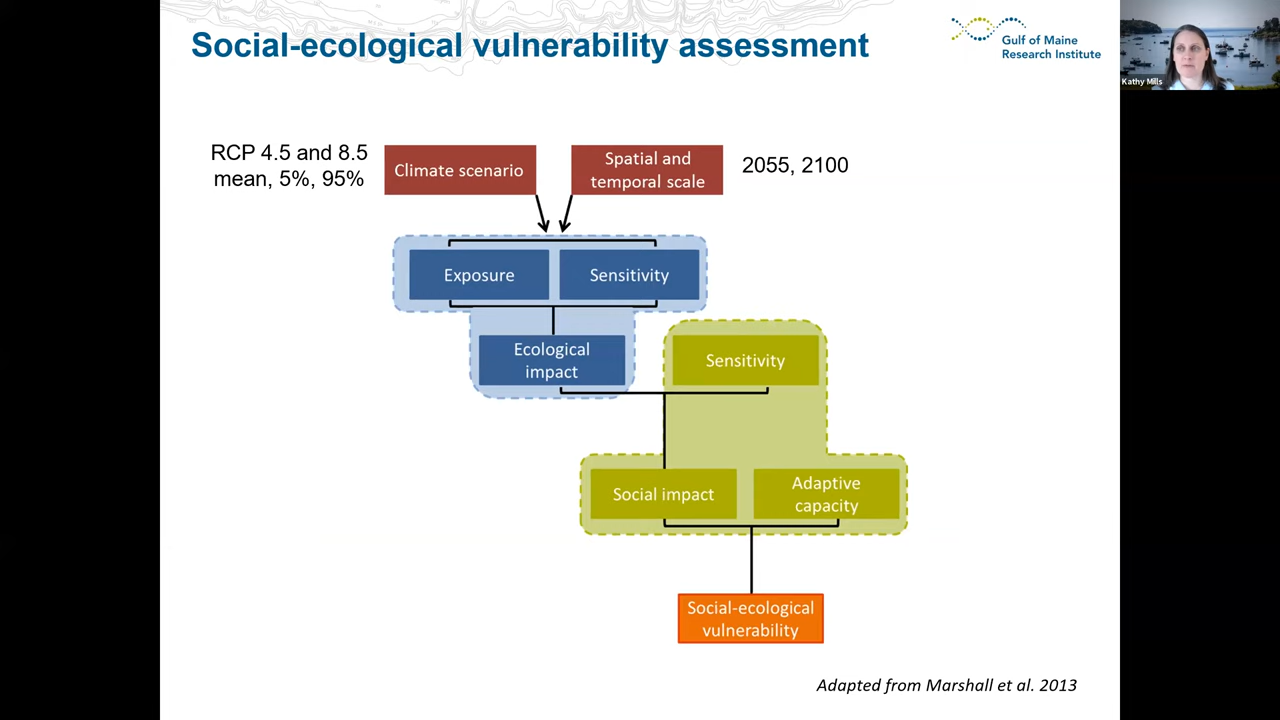 Social-ecological vulnerability assessment
Gulf of Maine
Research Institute
Kathy Mills
RCP 4.5 and 8.5
mean, 5%, 95%
Climate scenario
Spatial and
temporal scale
2055, 2100
Exposure
Sensitivity
Ecological
impact
Sensitivity
Social impact
Adaptive
capacity
Social-ecological
vulnerability
Adapted from Marshall et al. 2013